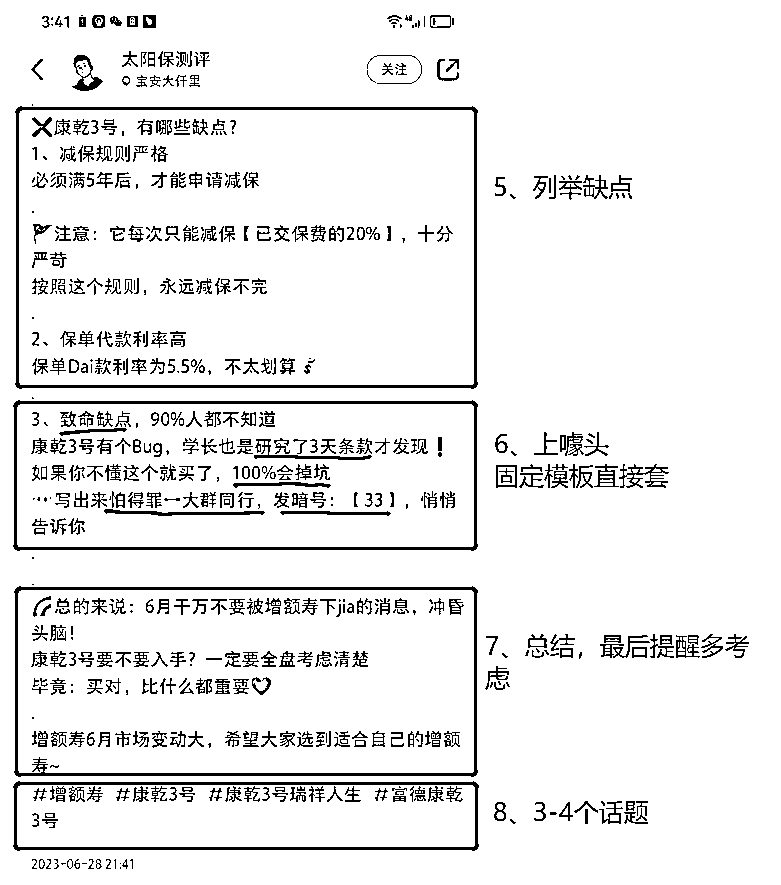 3:41
太阳保测评
宝安大仟里
关注
康乾3号，有哪些缺点？
1、减保规则严格
必须满5年后，才能申请减保
.
注意：它每次只能减保【已交保费的20%】，十分
严苛
按照这个规则，永远减保不完
.
2、保单代款利率高
保单Dai款利率为5.5%，不太划算
5、列举缺点
.
3、致命缺点，90%人都不知道
康乾3号有个Bug，学长也是研究了3天条款才发现❗
如果你不懂这个就买了，100%会掉坑
…写出来怕得罪一大群同行，发暗号：【33】，悄悄
告诉你
6、上噱头
固定模板直接套
.
.
总的来说：6月千万不要被增额寿下jia的消息，冲昏
头脑！
康乾3号要不要入手？一定要全盘考虑清楚
毕竟：买对，比什么都重要
.
增额寿6月市场变动大，希望大家选到适合自己的增额
寿~
7、总结，最后提醒多考
虑
#增额寿 #康乾3号 #康乾3号瑞祥人生 #富德康乾
3号
8、3-4个话题
2023-06-28 21:41